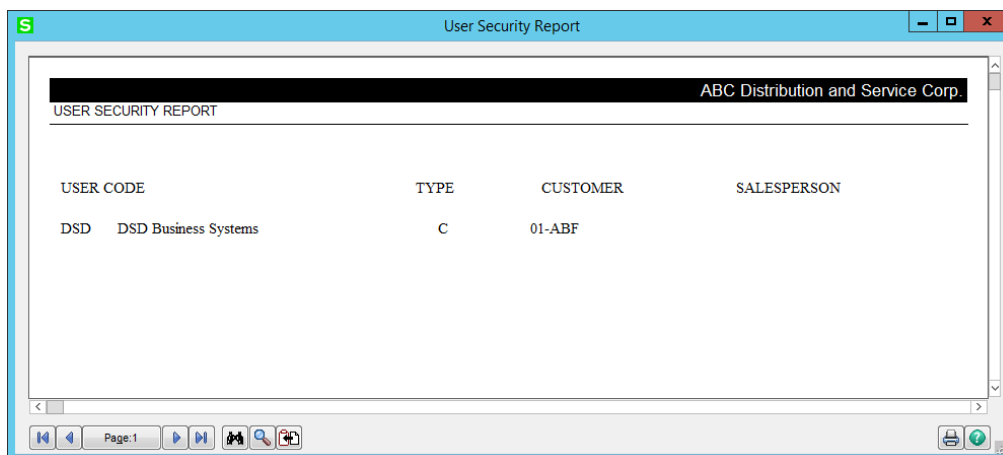 S User Security Report
ABC Distribution and Service Corp.
USER SECURITY REPORT
USER CODE TYPE CUSTOMER SALESPERSON
DSD DSD Business Systems C 01-ABF
Page:1